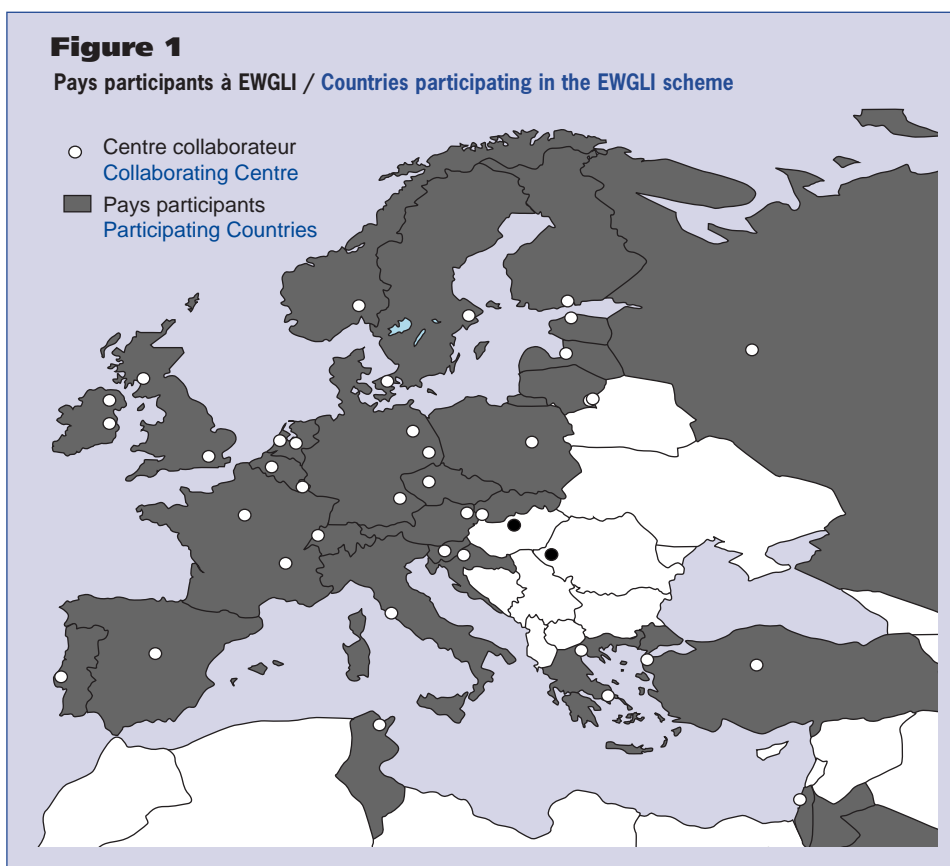 Figure 1
Pays participants à EWGLI / Countries participating in the EWGLI scheme
Centre collaborateur
Collaborating Centre
Pays participants
Participating Countries